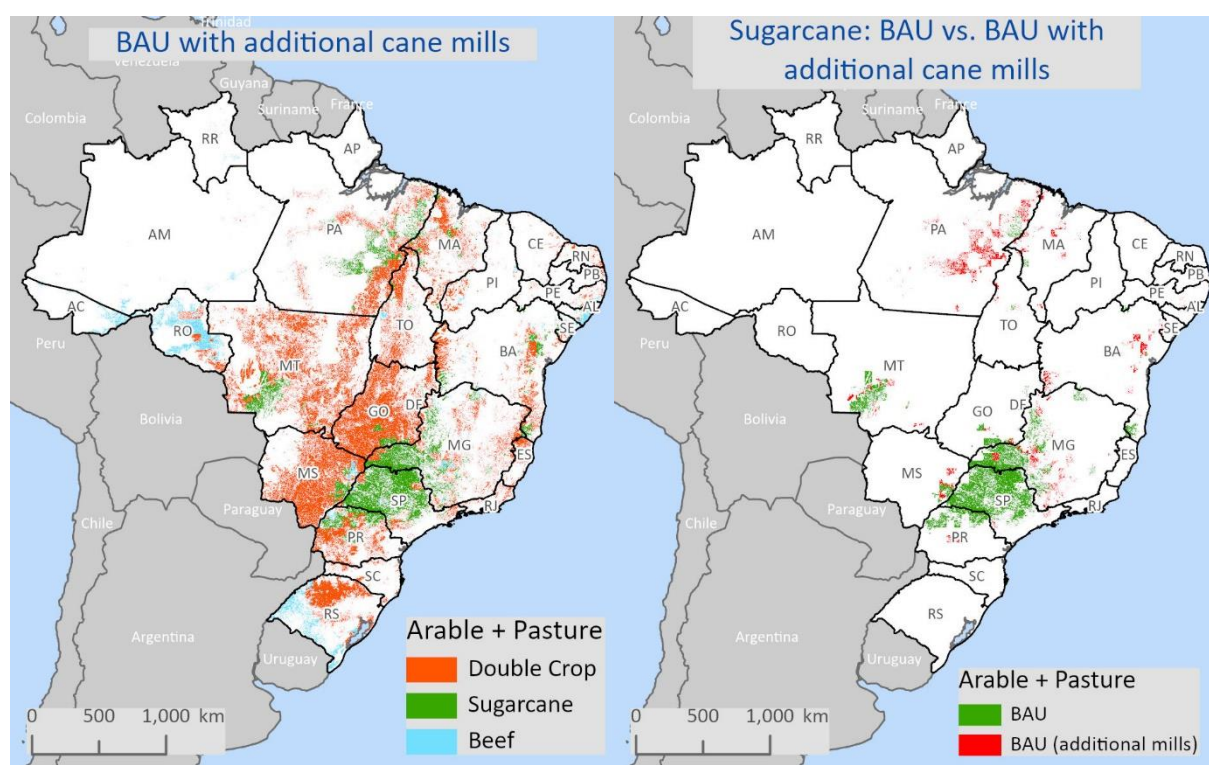 BAU with additional cane mills
Trinidad
Venezuela
Guyana
Suriname
France
Colombia
RR
AP
AM
PA
MA
CE
RN
PB
PE
AL
SE
PI
AC
RO
TO
BA
MT
Peru
Bolivia
GO
DF
MG
ES
MS
SP
RJ
Paraguay
Chile
PR
SC
RS
Argentina
Uruguay
Arable + Pasture
Double Crop
Sugarcane
Beef
0 500 1,000 km
Sugarcane: BAU vs. BAU with
additional cane mills
Venezuela
Guyana
Suriname
France
Colombia
RR
AP
AM
PA
MA
CE
RN
PB
PE
AL
SE
PI
AC
RO
TO
BA
MT
Peru
Bolivia
GO
DF
MG
ES
MS
SP
RJ
Paraguay
Chile
PR
SC
RS
Argentina
Uruguay
Arable + Pasture
BAU
BAU (additional mills)
0 500 1,000 km